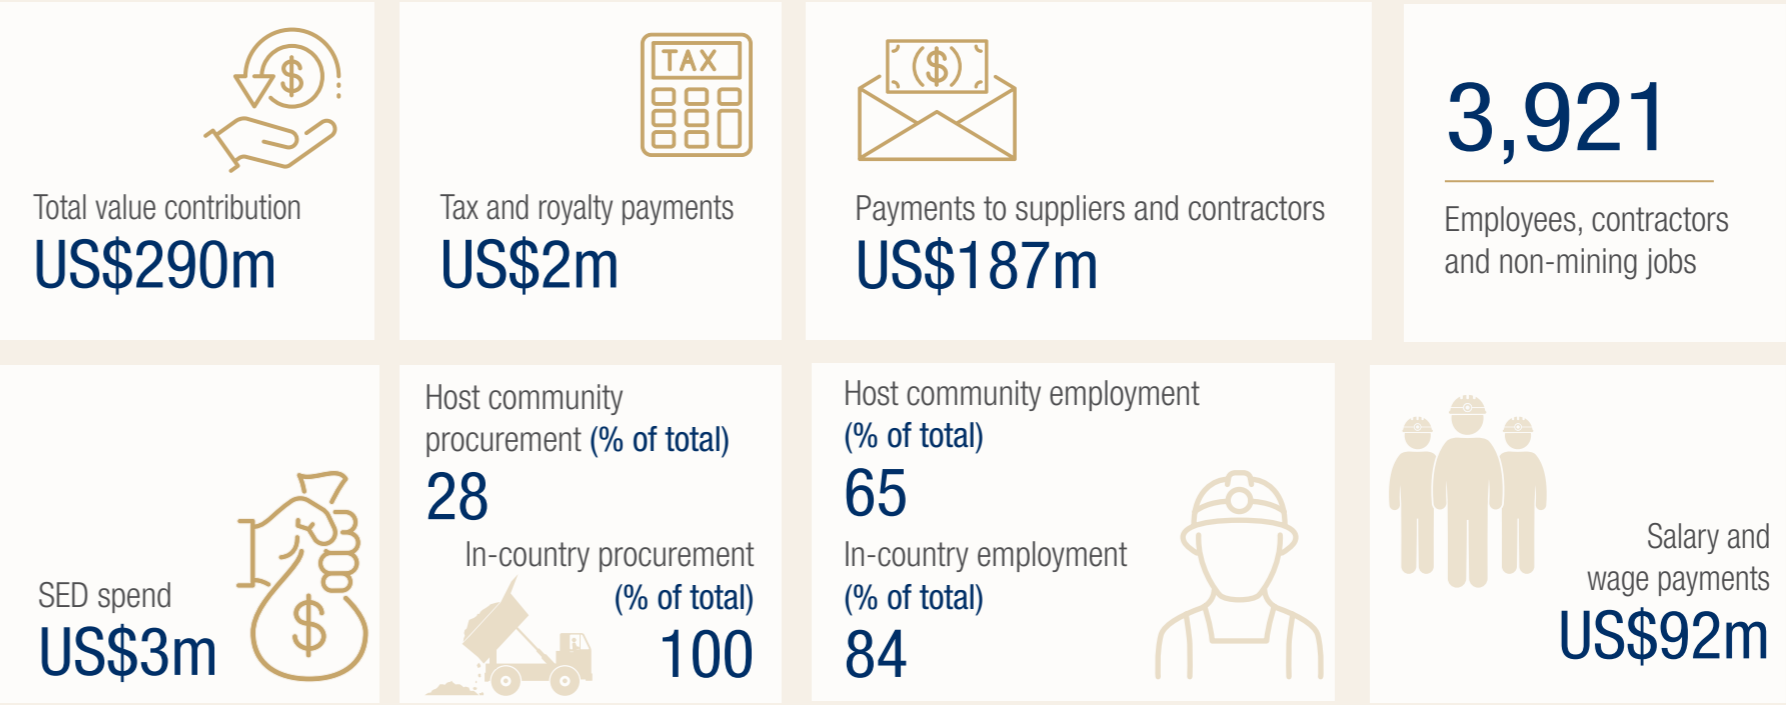 TAX
($)
$
Total value contribution
US$290m
Tax and royalty payments
US$2m
Payments to suppliers and contractors
US$187m
3,921
Employees, contractors
and non-mining jobs
SED spend
US$3m
$
Host community
procurement (% of total)
28
In-country procurement
(% of total)
100
Host community employment
(% of total)
65
In-country employment
(% of total)
84
Salary and
wage payments
US$92m